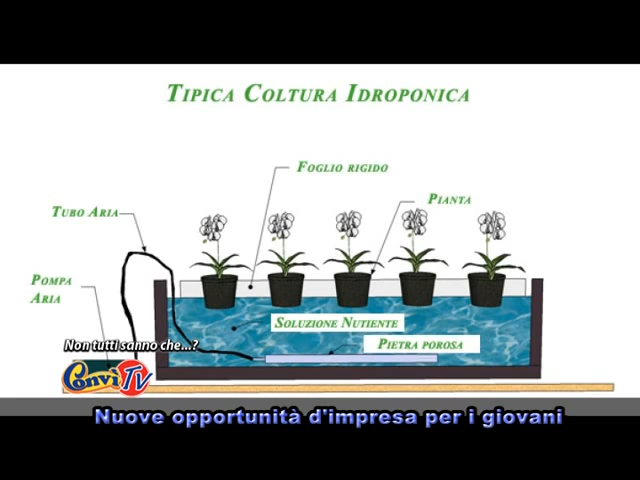 TIPICA COLTURA IDROPONICA
FOGLIO RIGIDO
PIANTA
TUBO ARIA
POMPA
ARIA
SOLUZIONE NUTIENTE
PIETRA POROSA
Non tutti sanno che...?
ConviTV
Nuove opportunità d'impresa per i giovani